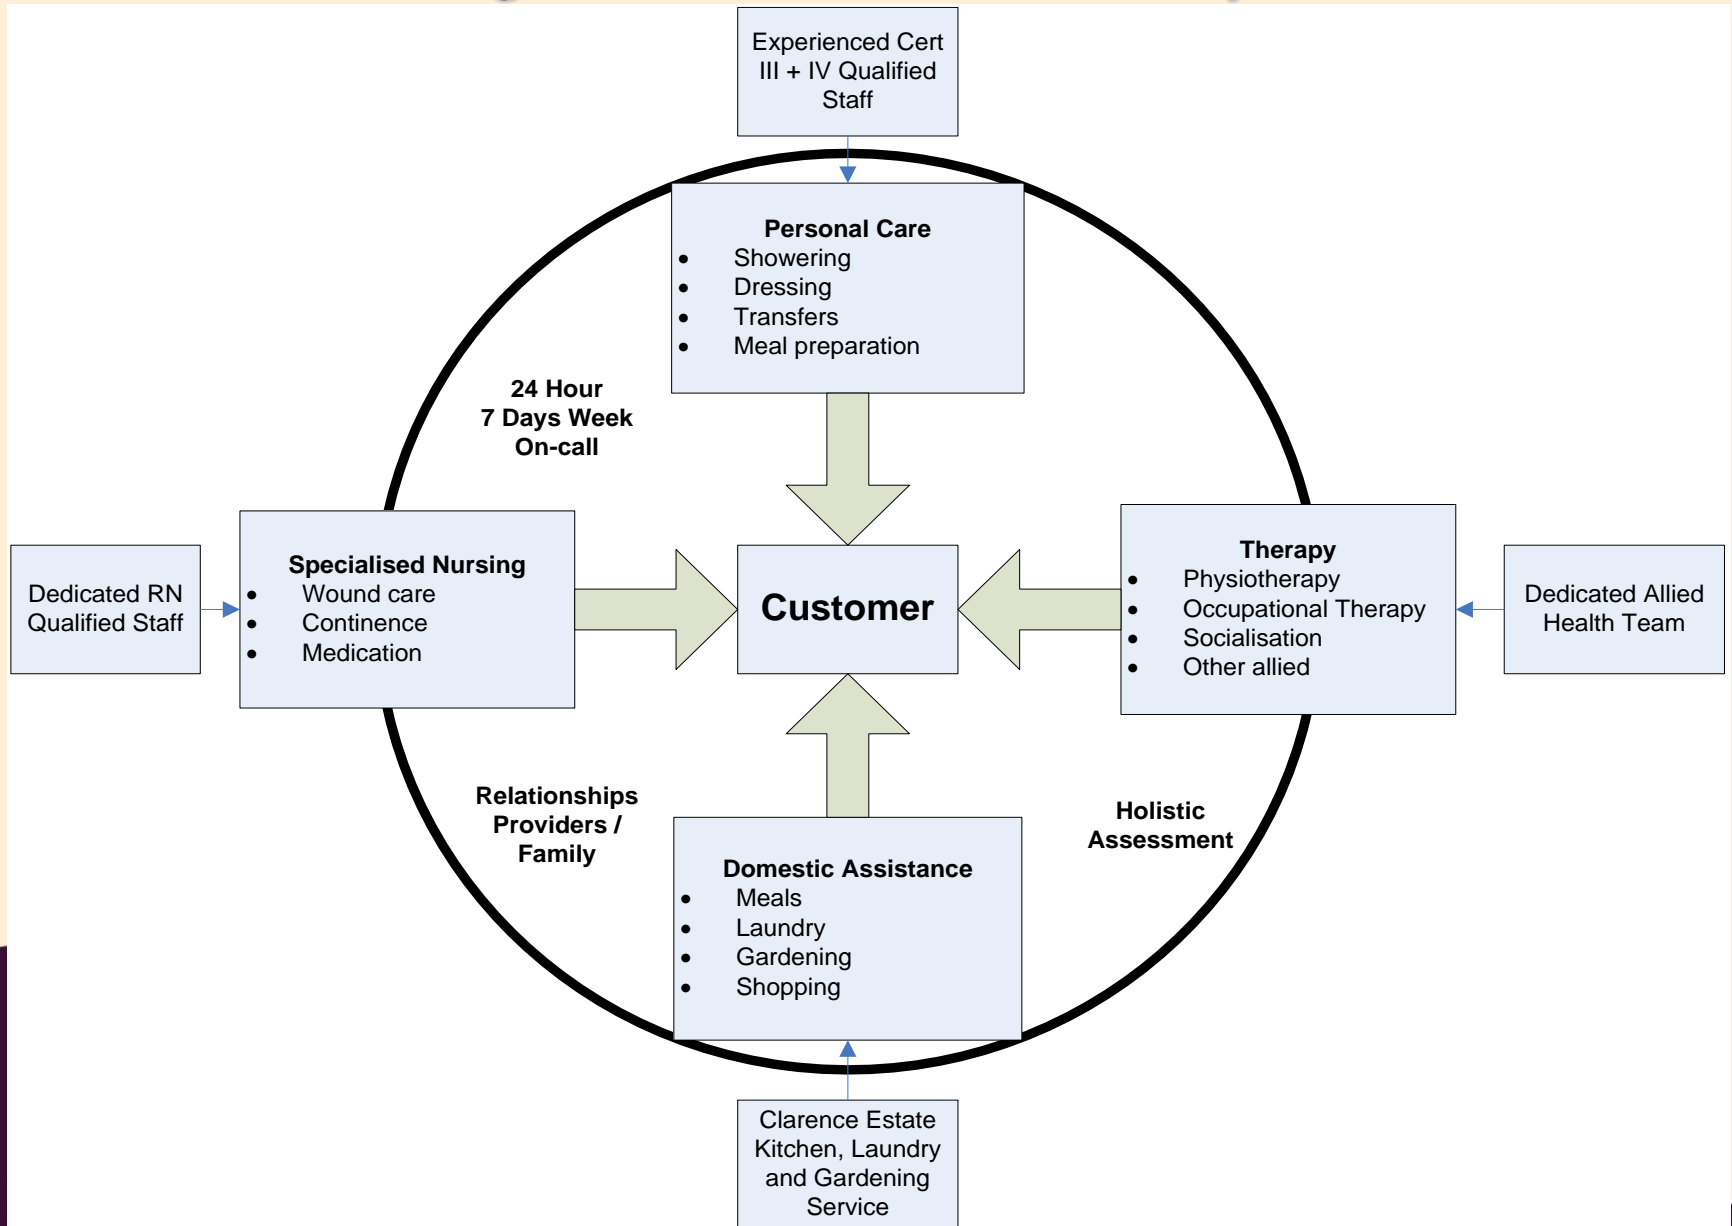 Experienced Cert
III + IV Qualified
Staff
Personal Care
• Showering
• Dressing
• Transfers
• Meal preparation
24 Hour
7 Days Week
On-call
Specialised Nursing
• Wound care
• Continence
• Medication
Dedicated RN
Qualified Staff
Customer
Therapy
• Physiotherapy
• Occupational Therapy
• Socialisation
• Other allied
Dedicated Allied
Health Team
Relationships
Providers /
Family
Holistic
Assessment
Domestic Assistance
• Meals
• Laundry
• Gardening
• Shopping
Clarence Estate
Kitchen, Laundry
and Gardening
Service